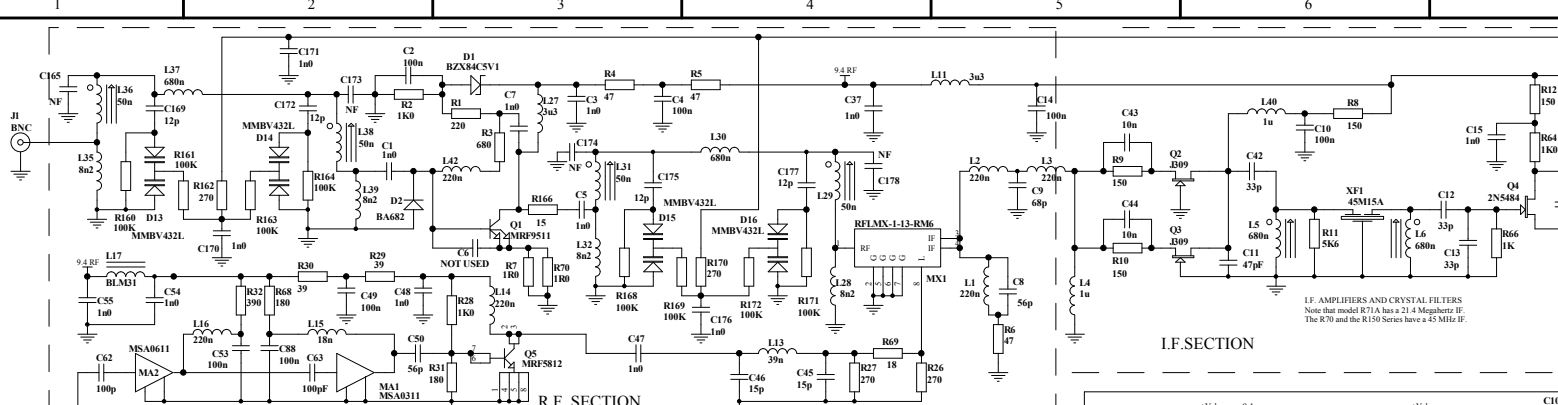 1 2 3 4 5 6
C165
NF
L36
50n
L37
680n
C169
12p
J1
BNC
L35
8n2
R160
100K
D13
MMBV432L
R161
100K
R162
270
C170
1n0
R163
100K
C171
1n0
C172
12p
MMBV432L
D14
R164
100K
C173
NF
L38
50n
L39
8n2
C2
100n
R2
1K0
D1
BZX84C5V1
R1
220
C1
1n0
D2
BA682
L42
220n
R3
680
C7
1n0
L27
3u3
C3
1n0
R4
47
C4
100n
R5
47
Q1
MRF9511
C6
NOT USED
R7
1R0
R70
1R0
R166
15
C5
1n0
C174
NF
L31
50n
L32
8n2
C175
12p
MMBV432L
D15
R168
100K
R169
100K
R170
270
C176
1n0
R172
100K
L30
680n
C177
12p
D16
MMBV432L
R171
100K
NF
C178
L29
50n
L28
8n2
9.4 RF
C37
1n0
L11
3u3
C14
100n
RFLMX-1-13-RM6
RF
IF
IF
G G G G L
1
3
4
2 5 6 7 8
MX1
L2
220n
L3
220n
C9
68p
L1
220n
C8
56p
R6
47
L4
1u
C43
10n
R9
150
C44
10n
R10
150
Q2
J309
Q3
J309
L40
1u
C10
100n
R8
150
C42
33p
C11
47pF
L5
680n
R11
5K6
XF1
45M15A
L6
680n
C12
33p
C13
33p
Q4
2N5484
R66
1K
C15
1n0
R12
150
R64
1K0
I.F. AMPLIFIERS AND CRYSTAL FILTERS
Note that model R71A has a 21.4 Megahertz IF.
The R70 and the R150 Series have a 45 MHz IF.
I.F.SECTION
9.4 RF
L17
BLM31
C55
1n0
C54
1n0
R32
390
R68
180
R30
39
R29
39
C49
100n
C48
1n0
R28
1K0
L14
220n
L16
220n
L15
18n
C53
100n
C88
100n
MSA0611
MA2
C62
100p
C63
100pF
MA1
MSA0311
C50
56p
R31
180
Q5
MRF5812
C47
1n0
C46
15p
L13
39n
C45
15p
R27
270
R69
18
R26
270
R.F. SECTION